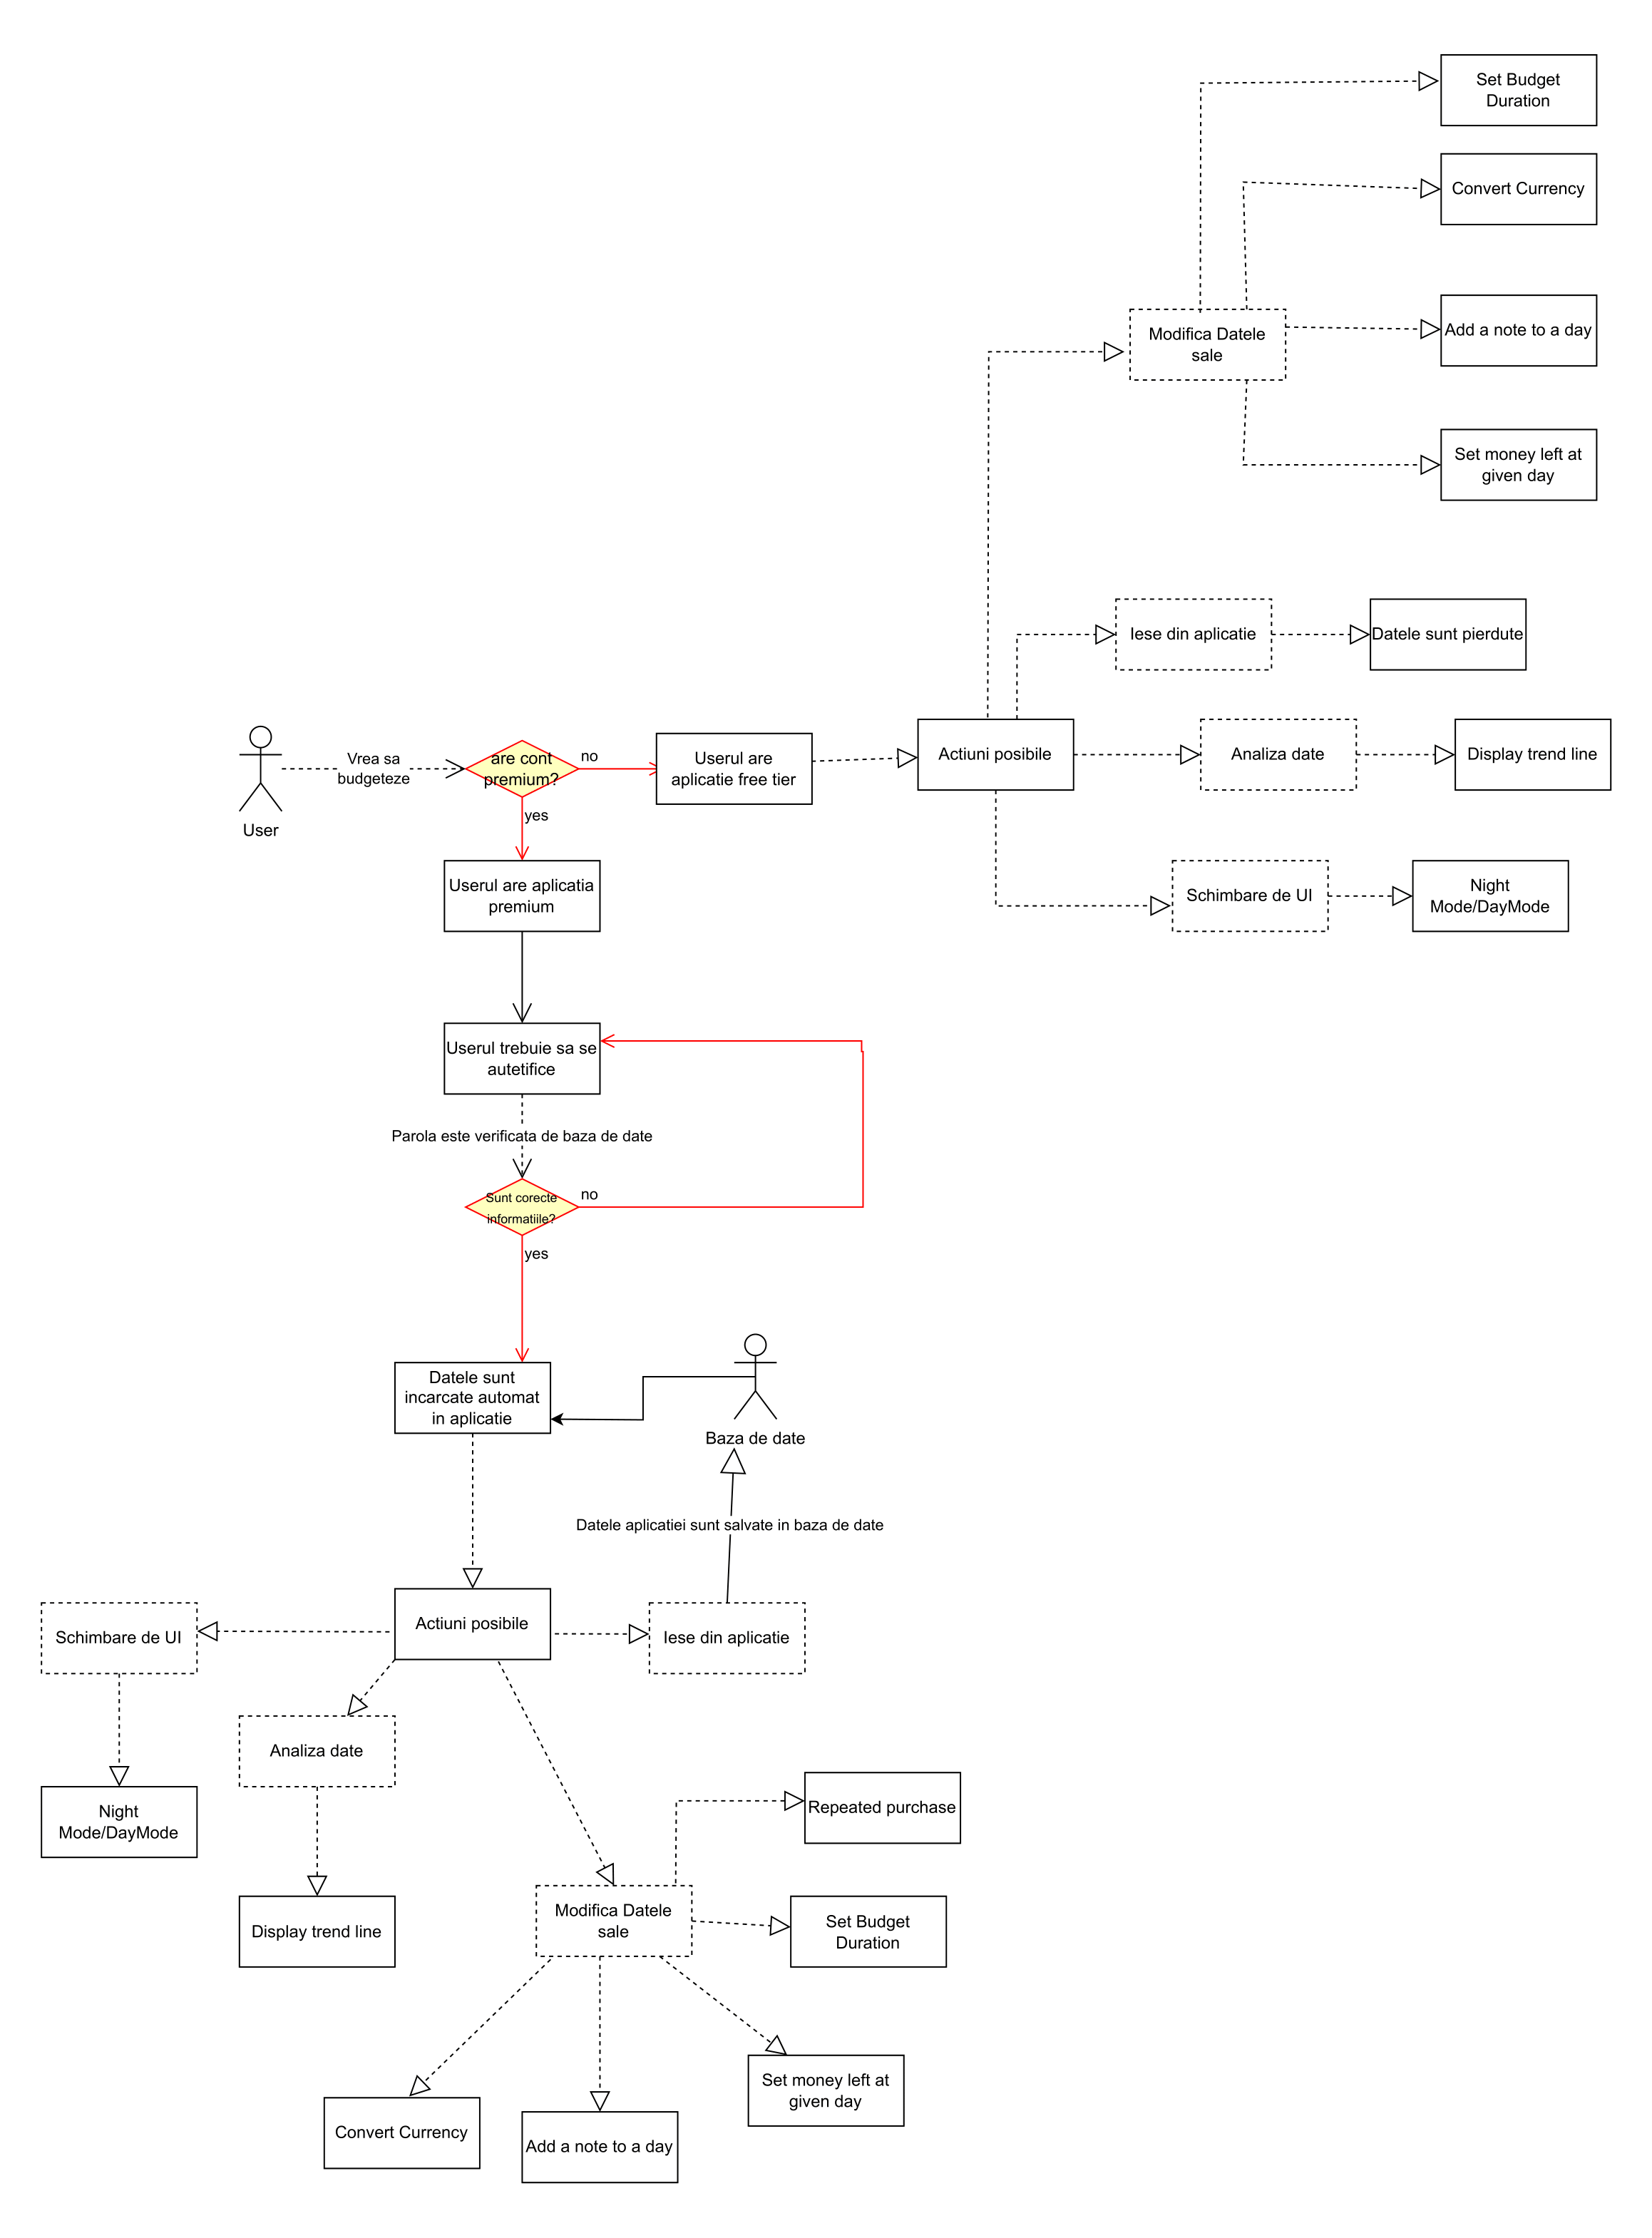 Set Budget
Duration
Convert Currency
Modifica Datele
sale
Add a note to a day
Set money left at
given day
Iese din aplicatie
Datele sunt pierdute
User
Vrea sa
budgeteze
are cont
premium?
no
yes
Userul are
aplicatie free tier
Actiuni posibile
Analiza date
Display trend line
Userul are aplicatia
premium
Schimbare de UI
Night
Mode/DayMode
Userul trebuie sa se
autetifice
Parola este verificata de baza de date
Sunt corecte
informatiile?
no
yes
Datele sunt
incarcate automat
in aplicatie
Baza de date
Datele aplicatiei sunt salvate in baza de date
Schimbare de UI
Actiuni posibile
Iese din aplicatie
Analiza date
Night
Mode/DayMode
Repeated purchase
Display trend line
Modifica Datele
sale
Set Budget
Duration
Set money left at
given day
Convert Currency
Add a note to a day